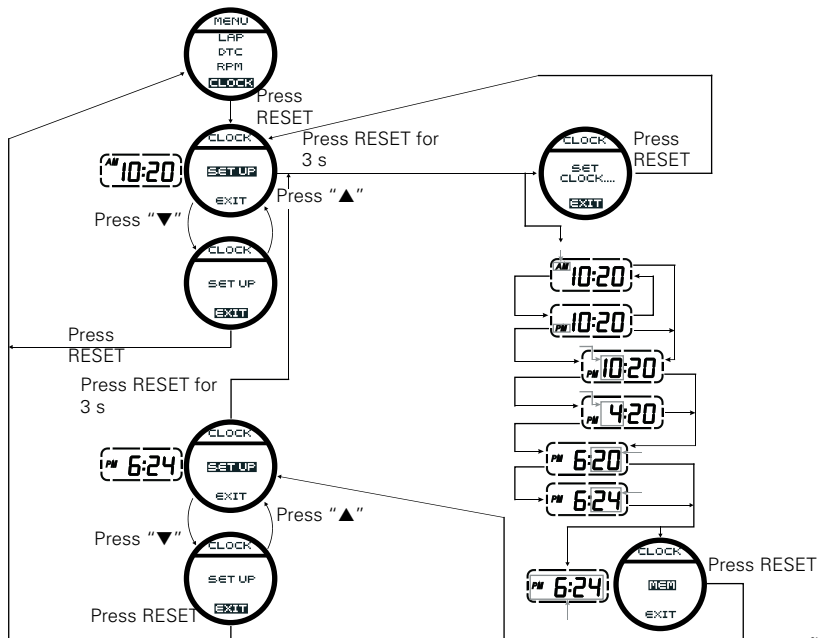 MENU
LAP
DTC
RPM
CLOCK
Press
RESET
CLOCK
AM 10:20
SET UP
EXIT
Press RESET for
3 s
Press "▲"
Press "▼"
CLOCK
SET UP
EXIT
Press
RESET
CLOCK
SET
CLOCK....
EXIT
Press
RESET
AM 10:20
PM 10:20
PM 10:20
PM 4:20
PM 6:20
PM 6:24
PM 6:24
CLOCK
MEM
EXIT
Press RESET
Press RESET for
3 s
CLOCK
PM 6:24
SET UP
EXIT
Press "▲"
Press "▼"
CLOCK
SET UP
EXIT
Press RESET